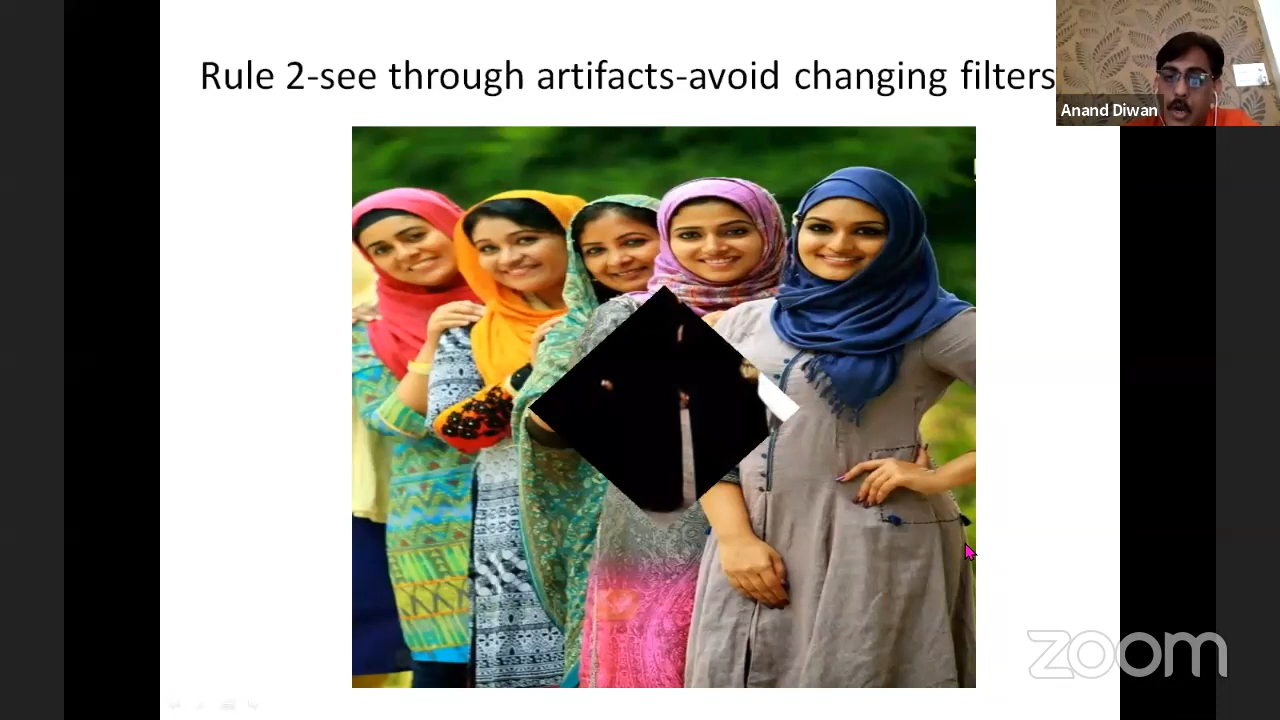 Rule 2-see through artifacts-avoid changing filters
Anand Diwan
zoom